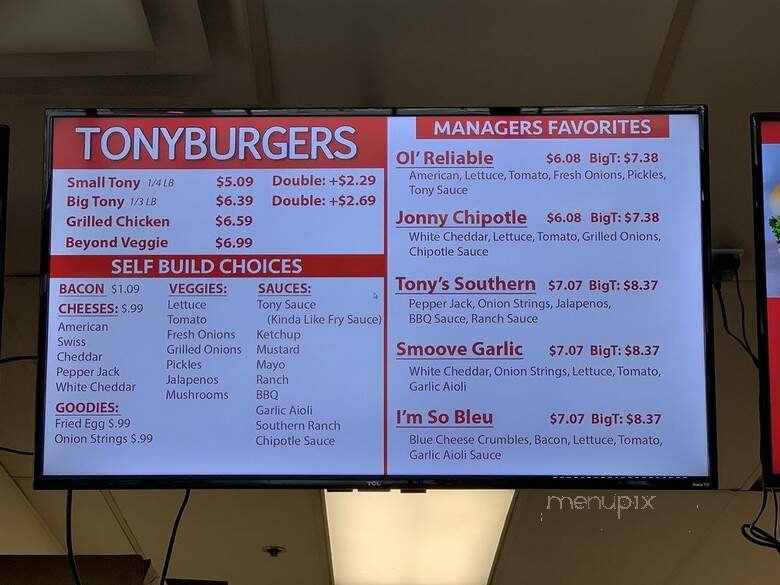 TONYBURGERS
Small Tony 1/4 LB $5.09 Double: +$2.29
Big Tony 1/3 LB $6.39 Double: +$2.69
Grilled Chicken $6.59
Beyond Veggie $6.99
SELF BUILD CHOICES
BACON $1.09
CHEESES: $.99
American
Swiss
Cheddar
Pepper Jack
White Cheddar
GOODIES:
Fried Egg $.99
Onion Strings $.99
VEGGIES:
Lettuce
Tomato
Fresh Onions
Grilled Onions
Pickles
Jalapenos
Mushrooms
SAUCES:
Tony Sauce
(Kinda Like Fry Sauce)
Ketchup
Mustard
Mayo
Ranch
BBQ
Garlic Aioli
Southern Ranch
Chipotle Sauce
MANAGERS FAVORITES
Ol' Reliable $6.08 BigT: $7.38
American, Lettuce, Tomato, Fresh Onions, Pickles,
Tony Sauce
Jonny Chipotle $6.08 BigT: $7.38
White Cheddar, Lettuce, Tomato, Grilled Onions,
Chipotle Sauce
Tony's Southern $7.07 BigT: $8.37
Pepper Jack, Onion Strings, Jalapenos,
BBQ Sauce, Ranch Sauce
Smoove Garlic $7.07 BigT: $8.37
White Cheddar, Onion Strings, Lettuce, Tomato,
Garlic Aioli
I'm So Bleu $7.07 BigT: $8.37
Blue Cheese Crumbles, Bacon, Lettuce, Tomato,
Garlic Aioli Sauce
TCL
Roku TV
menupix